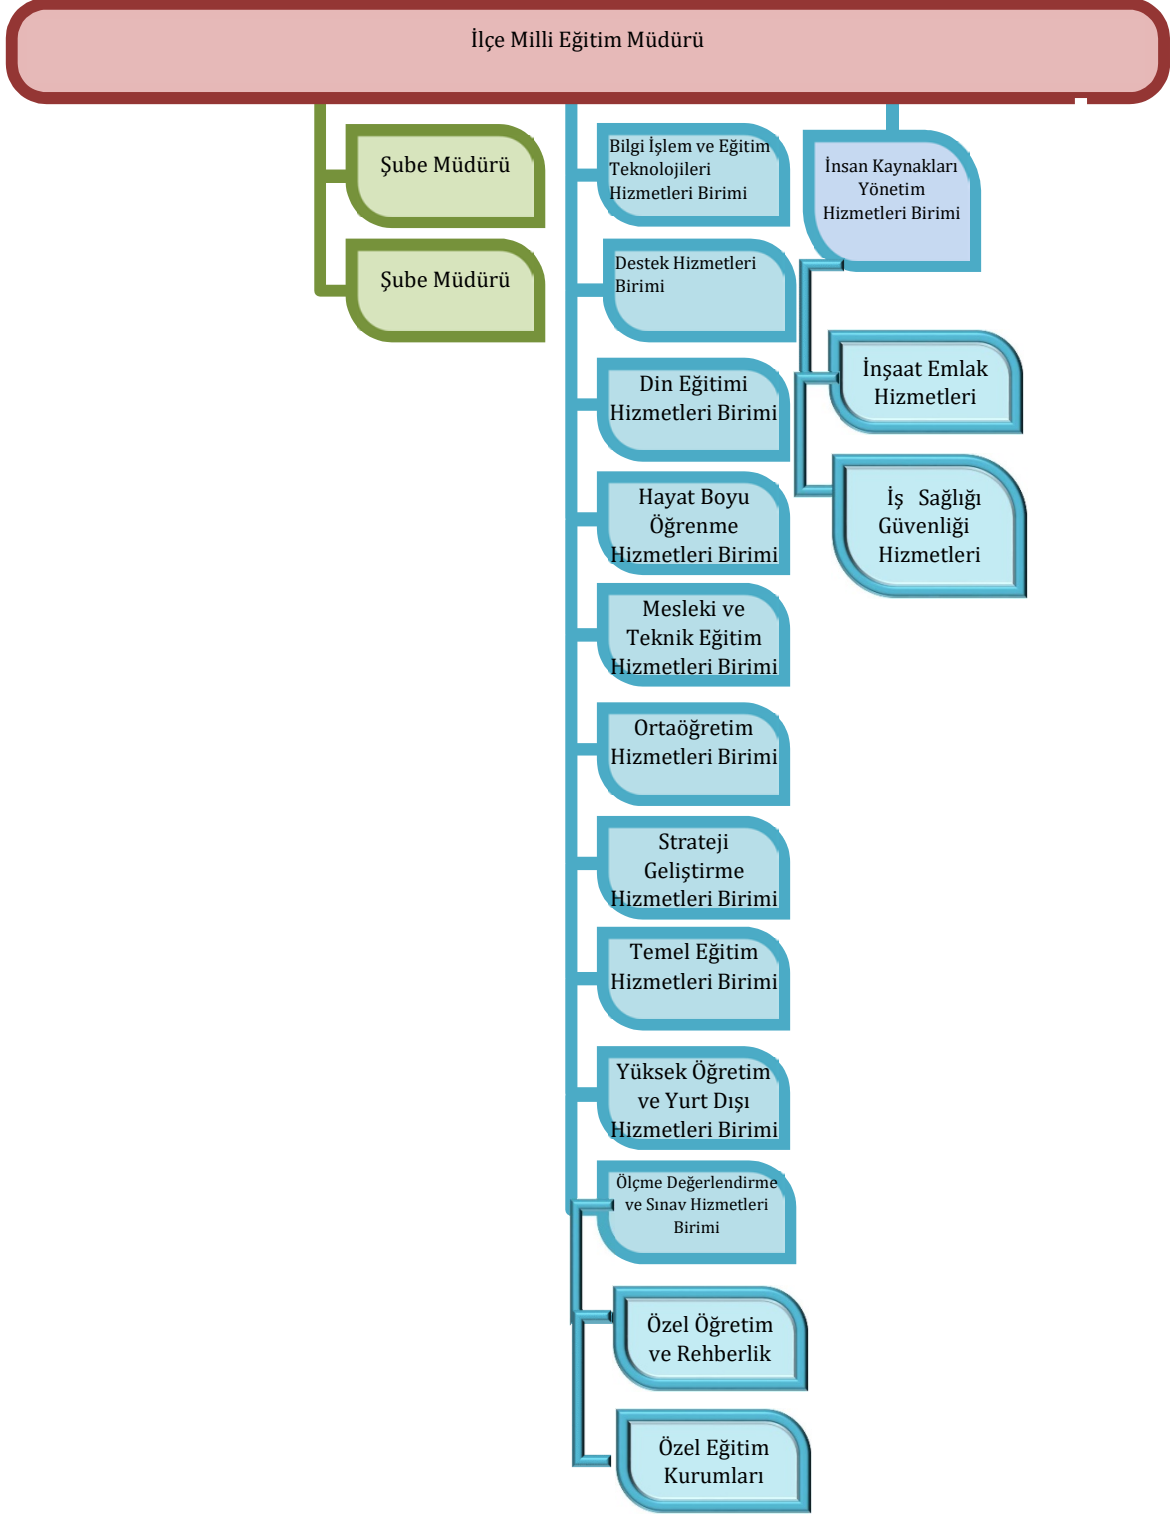 İlçe Milli Eğitim Müdürü
Şube Müdürü
Şube Müdürü
Bilgi İşlem ve Eğitim
Teknolojileri
Hizmetleri Birimi
Destek Hizmetleri
Birimi
Din Eğitimi
Hizmetleri Birimi
Hayat Boyu
Öğrenme
Hizmetleri Birimi
Mesleki ve
Teknik Eğitim
Hizmetleri Birimi
Ortaöğretim
Hizmetleri Birimi
Strateji
Geliştirme
Hizmetleri Birimi
Temel Eğitim
Hizmetleri Birimi
Yüksek Öğretim
ve Yurt Dışı
Hizmetleri Birimi
Ölçme Değerlendirme
ve Sınav Hizmetleri
Birimi
Özel Öğretim
ve Rehberlik
Özel Eğitim
Kurumları
İnsan Kaynakları
Yönetim
Hizmetleri Birimi
İnşaat Emlak
Hizmetleri
İş Sağlığı
Güvenliği
Hizmetleri